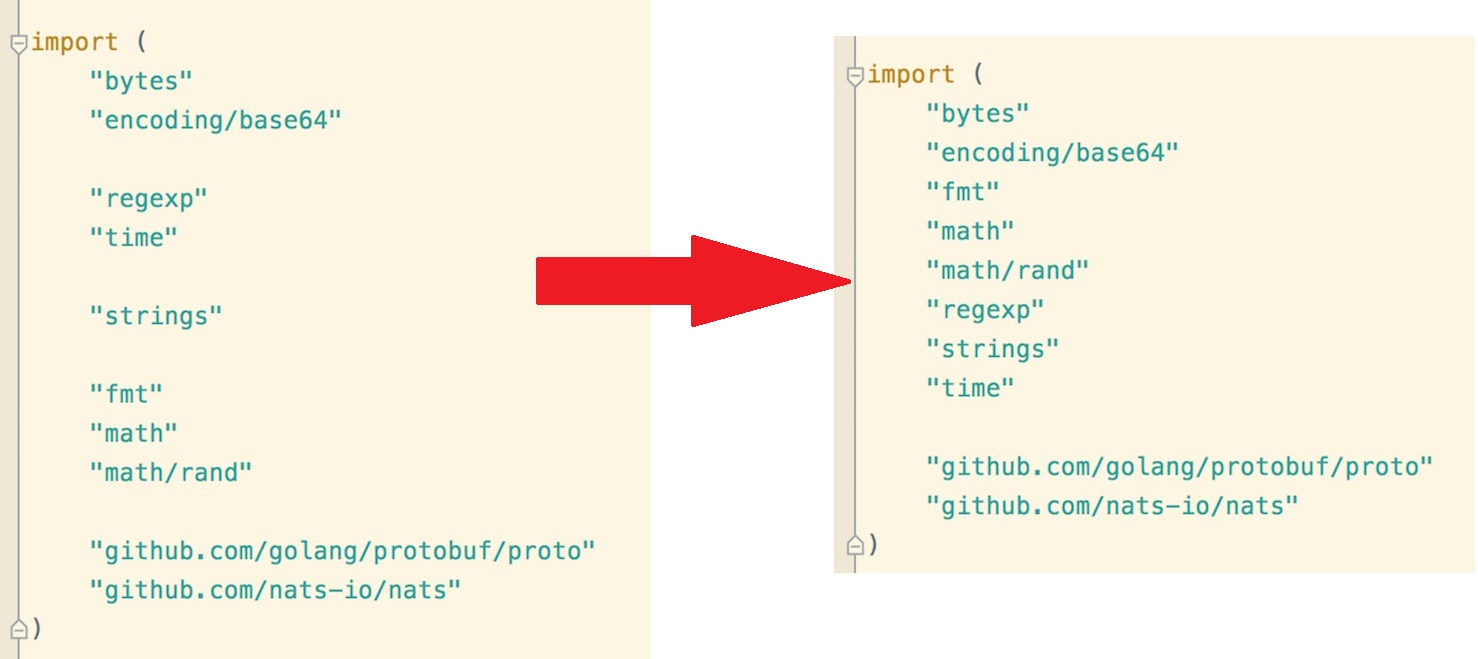 import (
"bytes"
"encoding/base64"
"regexp"
"time"
"strings"
"fmt"
"math"
"math/rand"
"github.com/golang/protobuf/proto"
"github.com/nats-io/nats"
)
import (
"bytes"
"encoding/base64"
"fmt"
"math"
"math/rand"
"regexp"
"strings"
"time"
"github.com/golang/protobuf/proto"
"github.com/nats-io/nats"
)